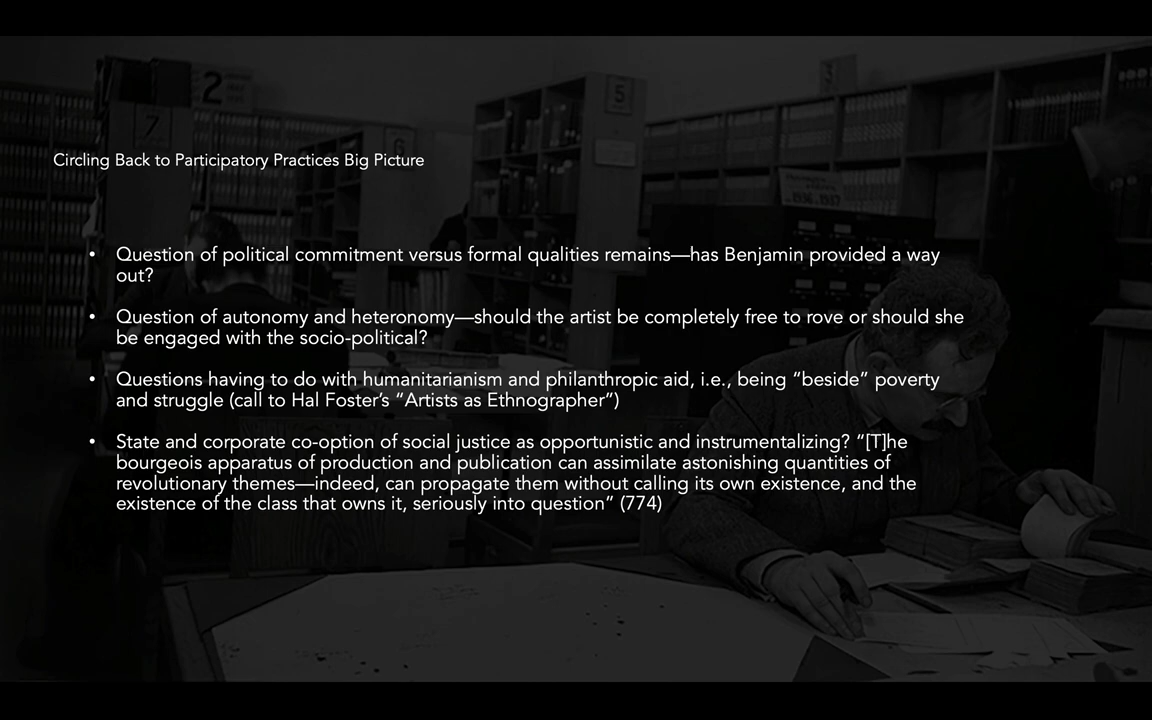 2
5
7
6
Circling Back to Participatory Practices Big Picture
• Question of political commitment versus formal qualities remains—has Benjamin provided a way
out?
• Question of autonomy and heteronomy—should the artist be completely free to rove or should she
be engaged with the socio-political?
• Questions having to do with humanitarianism and philanthropic aid, i.e., being “beside” poverty
and struggle (call to Hal Foster’s “Artists as Ethnographer”)
• State and corporate co-option of social justice as opportunistic and instrumentalizing? “[T]he
bourgeois apparatus of production and publication can assimilate astonishing quantities of
revolutionary themes—indeed, can propagate them without calling its own existence, and the
existence of the class that owns it, seriously into question” (774)